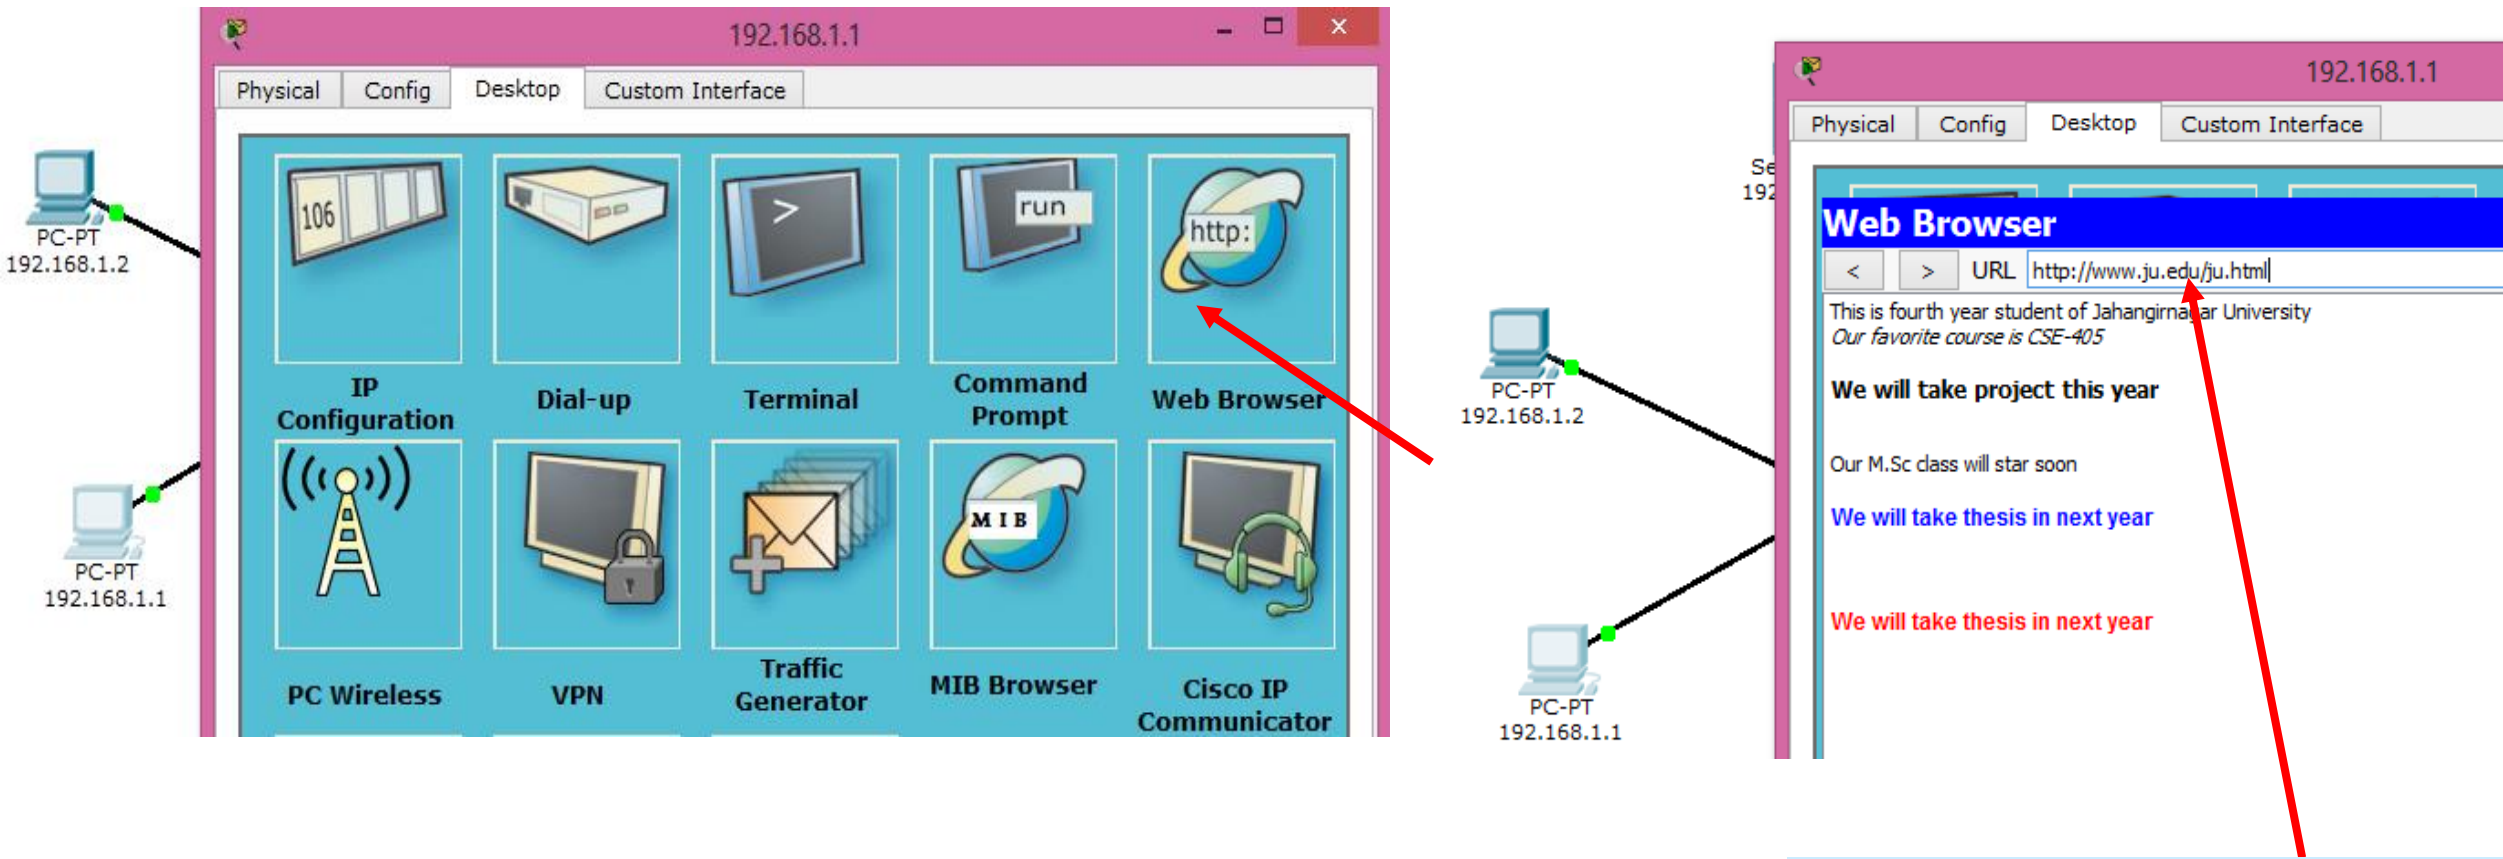 192.168.1.1
Physical Config Desktop Custom Interface
106
>
run
http:
IP Configuration
Dial-up
Terminal
Command Prompt
Web Browser
MIB
PC Wireless
VPN
Traffic Generator
MIB Browser
Cisco IP Communicator
PC-PT
192.168.1.2
PC-PT
192.168.1.1
192.168.1.1
Physical Config Desktop Custom Interface
Se
192
Web Browser
< > URL http://www.ju.edu/ju.html
This is fourth year student of Jahangirnagar University
Our favorite course is CSE-405
We will take project this year
Our M.Sc class will star soon
We will take thesis in next year
We will take thesis in next year
PC-PT
192.168.1.2
PC-PT
192.168.1.1